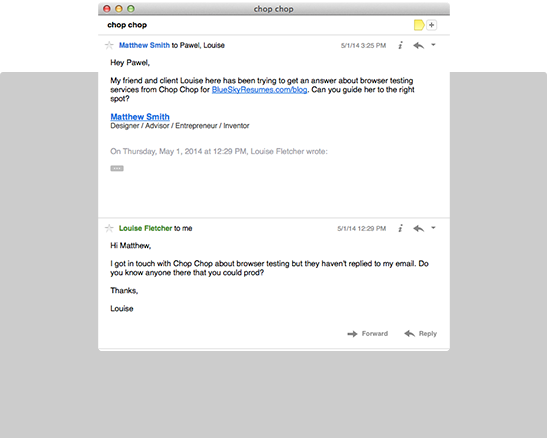 chop chop
chop chop
Matthew Smith to Pawel, Louise 5/1/14 3:25 PM
Hey Pawel,
My friend and client Louise here has been trying to get an answer about browser testing
services from Chop Chop for BlueSkyResumes.com/blog. Can you guide her to the right
spot?
Matthew Smith
Designer / Advisor / Entrepreneur / Inventor
On Thursday, May 1, 2014 at 12:29 PM, Louise Fletcher wrote:
Louise Fletcher to me 5/1/14 12:29 PM
Hi Matthew,
I got in touch with Chop Chop about browser testing but they haven't replied to my email. Do
you know anyone there that you could prod?
Thanks,
Louise
Forward Reply